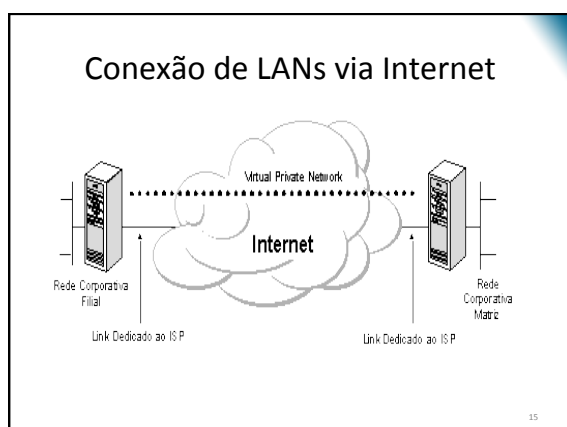 Conexão de LANs via Internet
Virtual Private Network
Internet
Rede Corporativa
Filial
Rede
Corporativa
Matriz
Link Dedicado ao ISP
Link Dedicado ao ISP
15